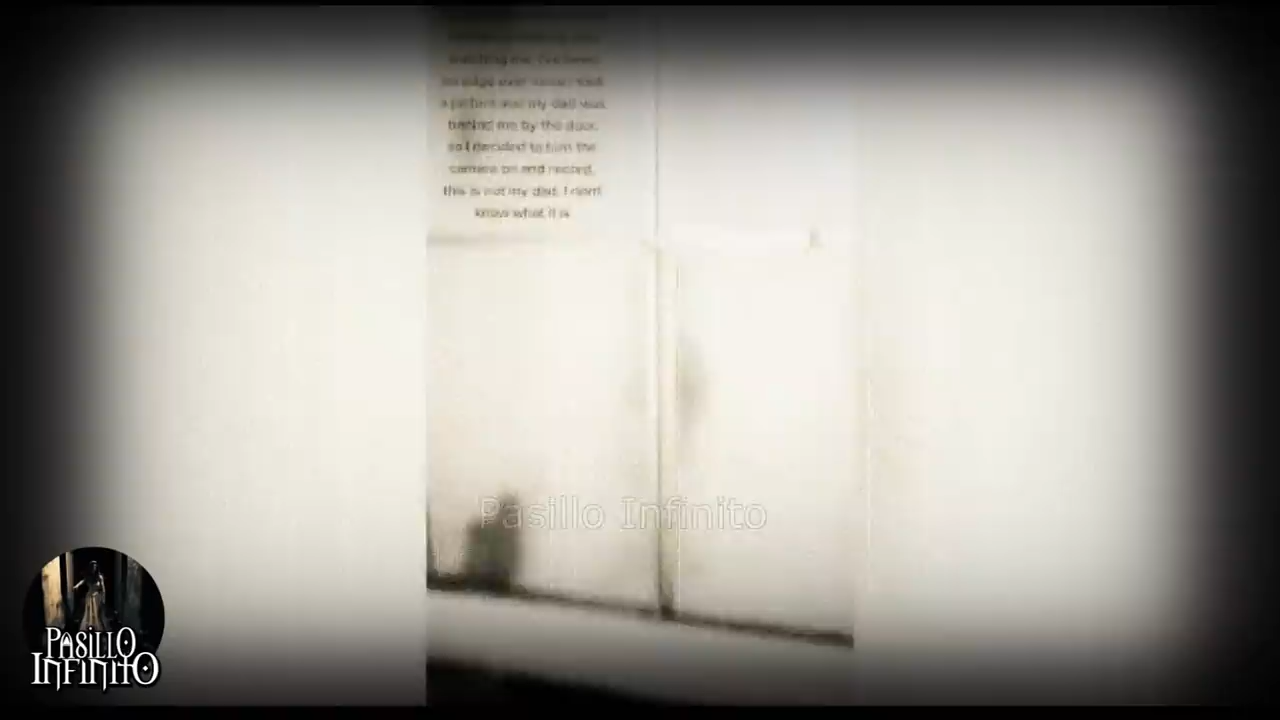 watching me, I've been
on edge ever since I took
a picture and my dad was
behind me by the door,
so I decided to turn the
camera on and record,
this is not my dad. I don't
know what it is
Pasillo Infinito
PASILLO
INFINITO